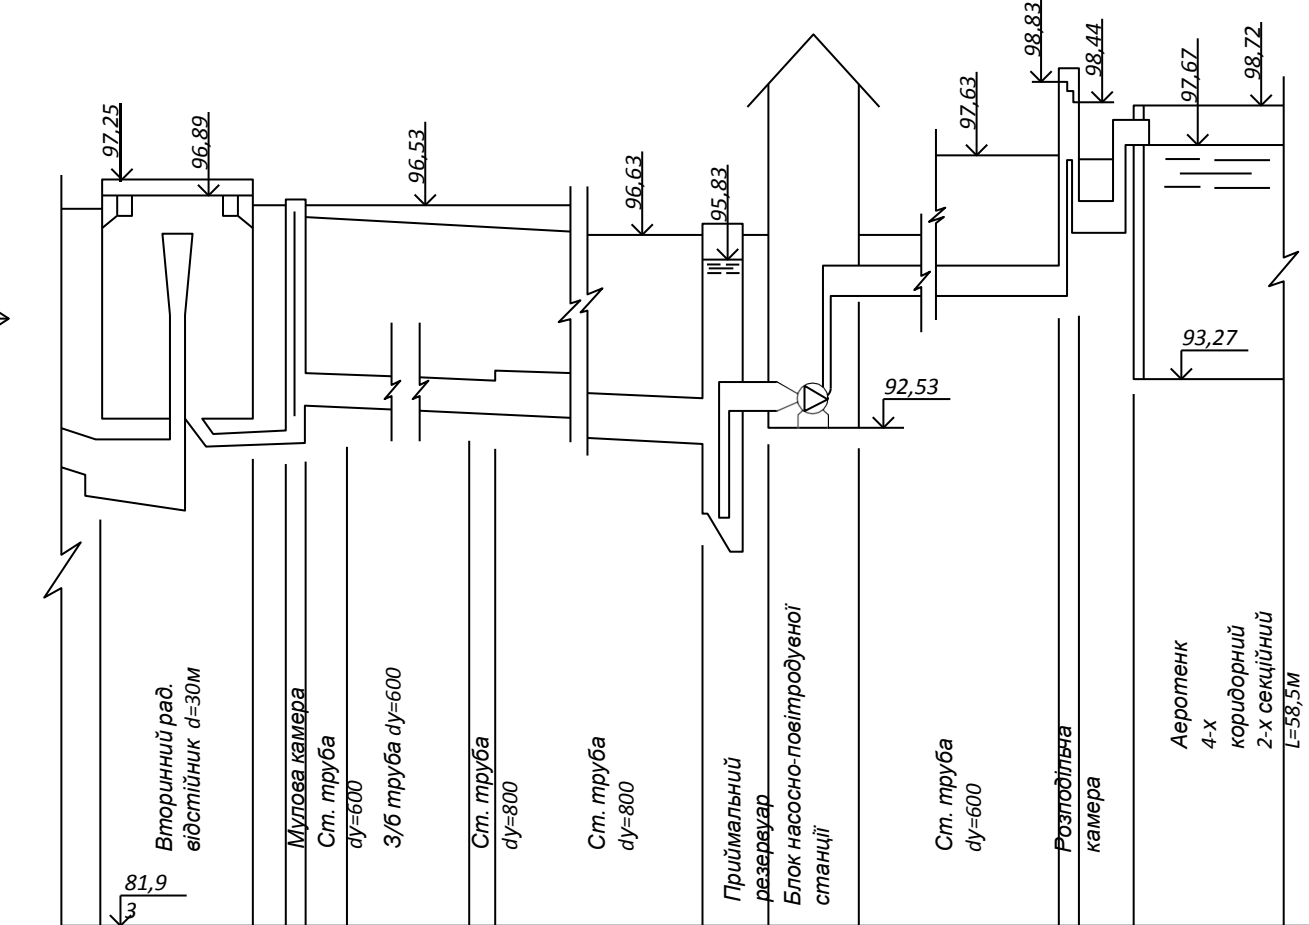 97,25
96,89
96,53
96,63
95,83
97,63
98,83
98,44
97,67
98,72
93,27
92,53
Вторинний рад.
відстійник d=30м
Мулова камера
Ст. труба
dy=600
З/б труба dy=600
Ст. труба
dy=800
Ст. труба
dy=800
Приймальний
резервуар
Блок насосно-повітродувної
станції
Ст. труба
dy=600
Розподільча
камера
Аеротенк
4-х
коридорний
2-х секційний
L=58,5м
81,9
3